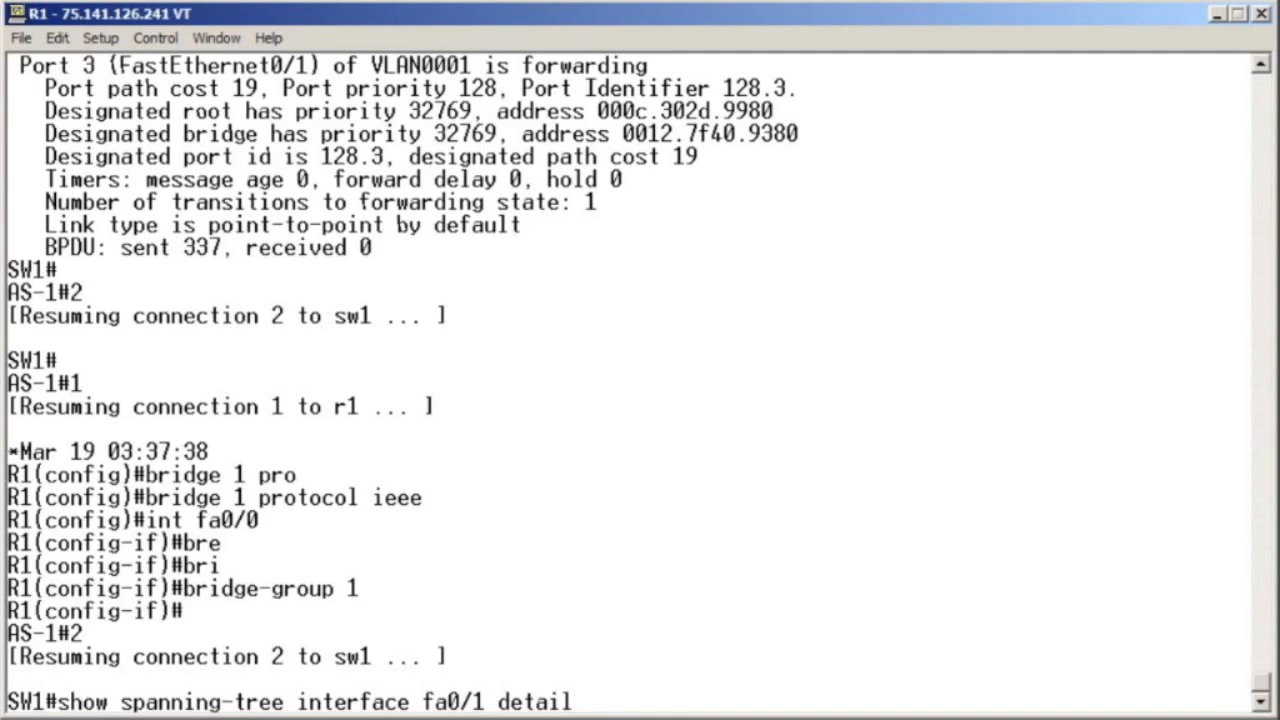 R1 - 75.141.126.241 VT
File Edit Setup Control Window Help
Port 3 (FastEthernet0/1) of VLAN0001 is forwarding
Port path cost 19, Port priority 128, Port Identifier 128.3.
Designated root has priority 32769, address 000c.302d.9980
Designated bridge has priority 32769, address 0012.7f40.9380
Designated port id is 128.3, designated path cost 19
Timers: message age 0, forward delay 0, hold 0
Number of transitions to forwarding state: 1
Link type is point-to-point by default
BPDU: sent 337, received 0
SW1#
AS-1#2
[Resuming connection 2 to sw1 ... ]
SW1#
AS-1#1
[Resuming connection 1 to r1 ... ]
*Mar 19 03:37:38
R1(config)#bridge 1 pro
R1(config)#bridge 1 protocol ieee
R1(config)#int fa0/0
R1(config-if)#bre
R1(config-if)#bri
R1(config-if)#bridge-group 1
R1(config-if)#
AS-1#2
[Resuming connection 2 to sw1 ... ]
SW1#show spanning-tree interface fa0/1 detail